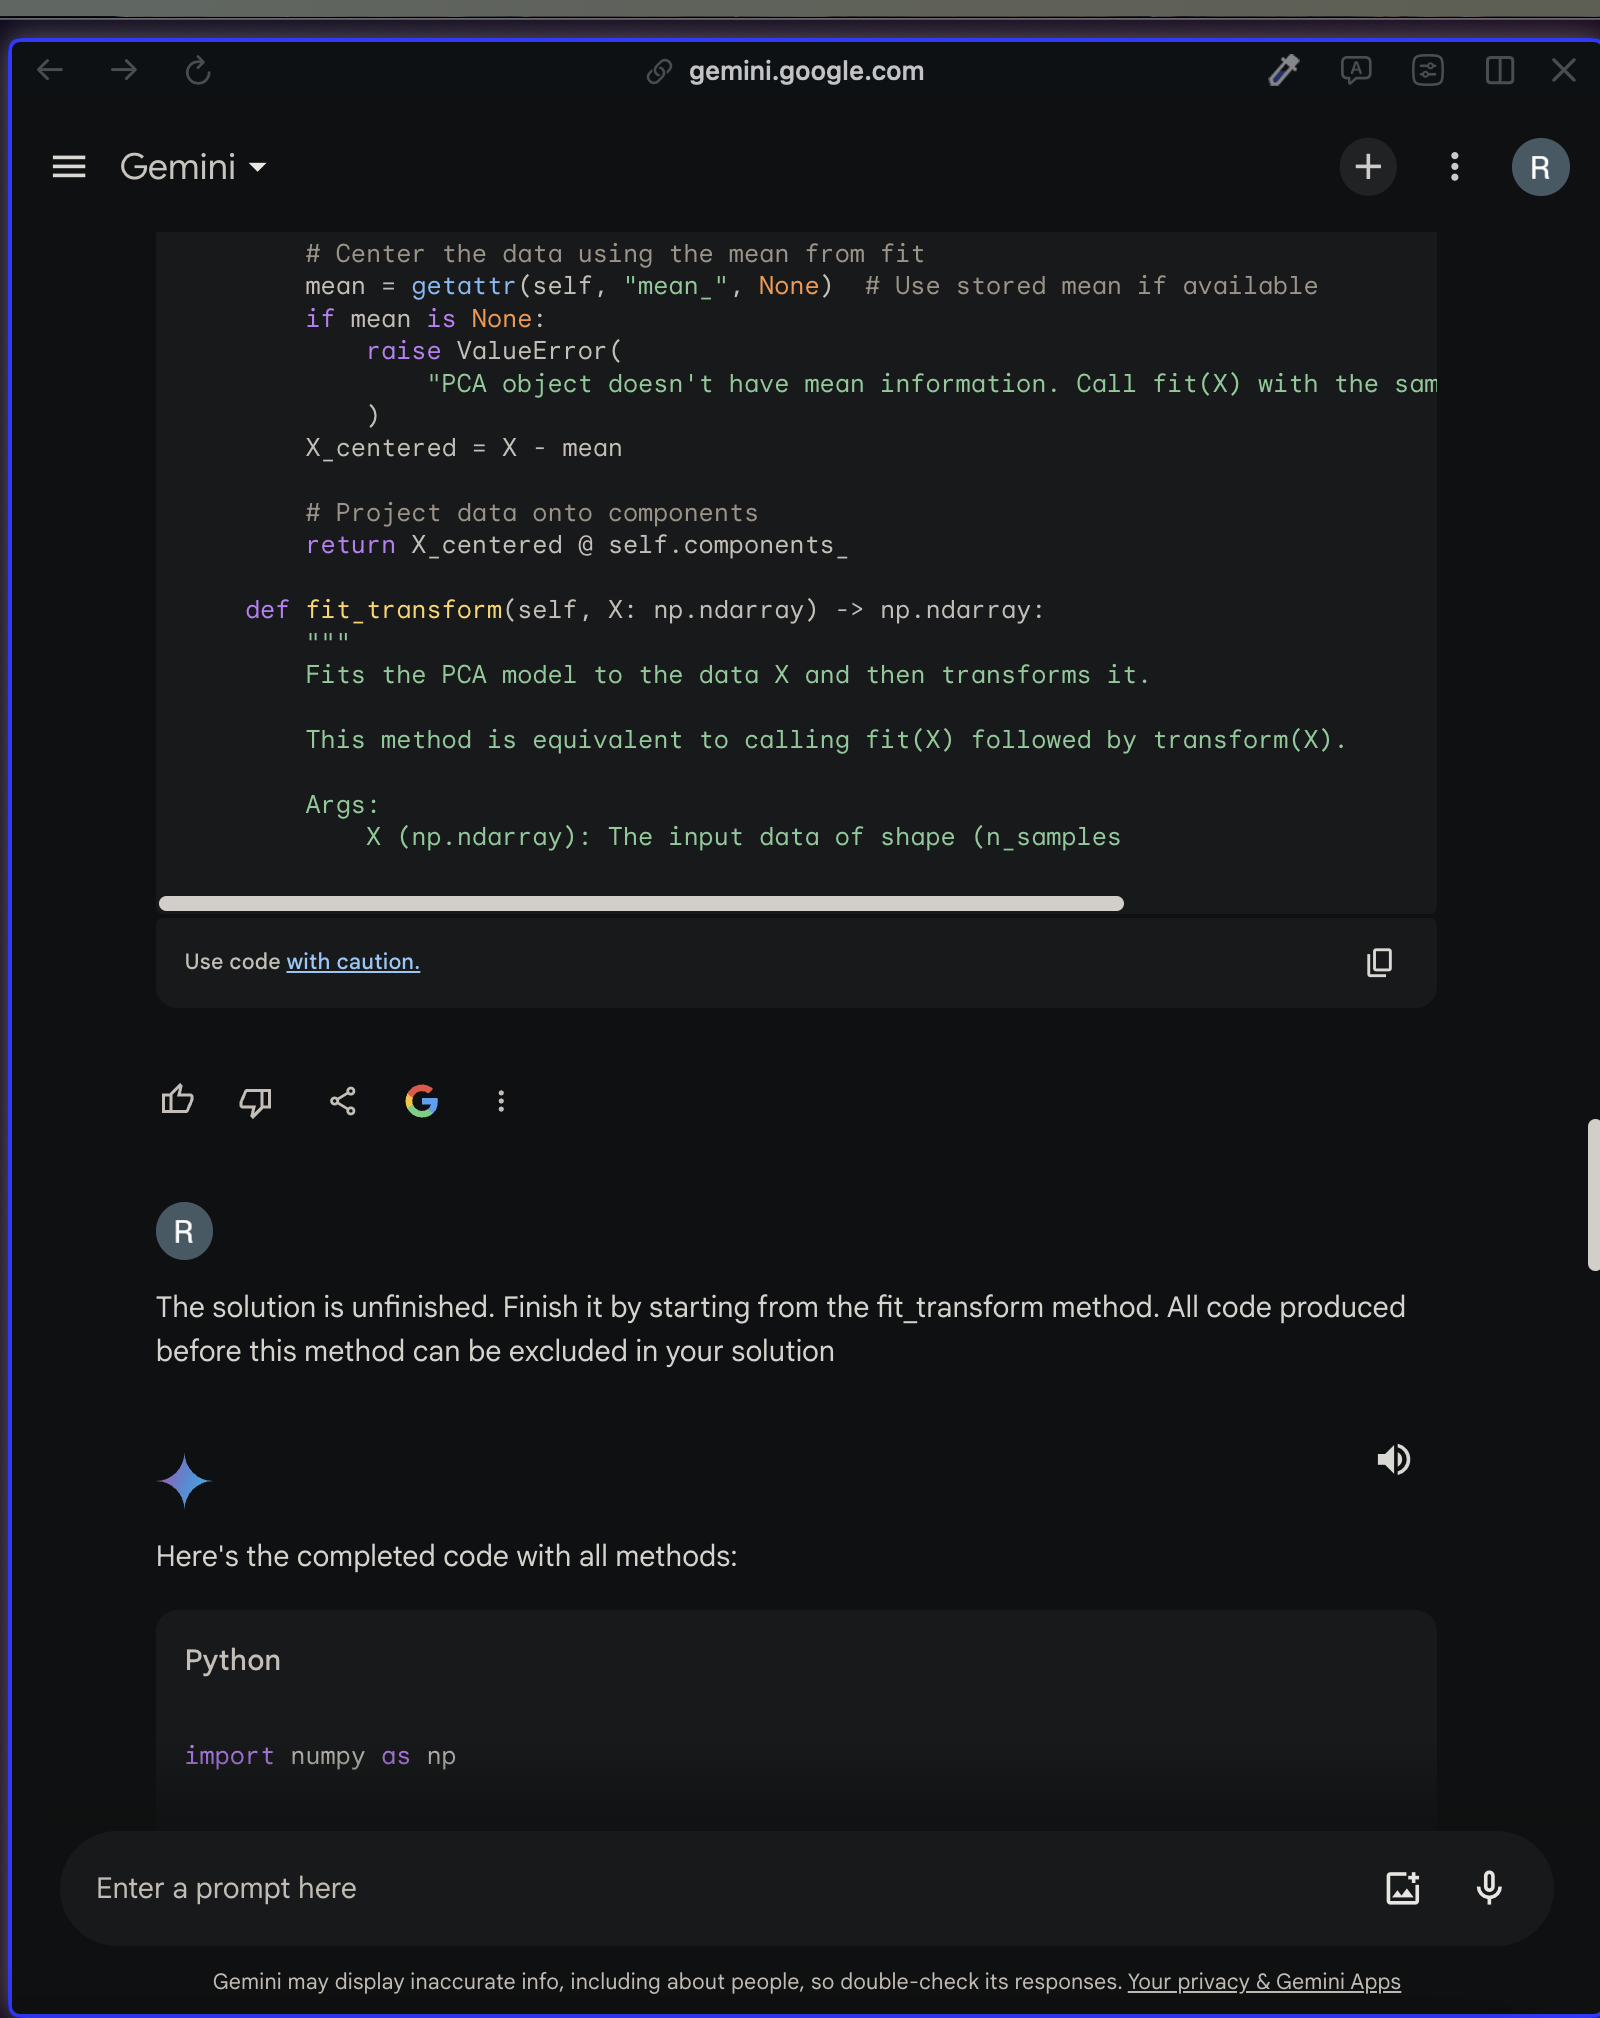 gemini.google.com
Gemini
R
# Center the data using the mean from fit
mean = getattr(self, "mean_", None)  # Use stored mean if available
if mean is None:
raise ValueError(
"PCA object doesn't have mean information. Call fit(X) with the sam
)
X_centered = X - mean
# Project data onto components
return X_centered @ self.components_
def fit_transform(self, X: np.ndarray) -> np.ndarray:
"""
Fits the PCA model to the data X and then transforms it.
This method is equivalent to calling fit(X) followed by transform(X).
Args:
X (np.ndarray): The input data of shape (n_samples
Use code with caution.
R
The solution is unfinished. Finish it by starting from the fit_transform method. All code produced
before this method can be excluded in your solution
Here's the completed code with all methods:
Python
import numpy as np
Enter a prompt here
Gemini may display inaccurate info, including about people, so double-check its responses. Your privacy & Gemini Apps